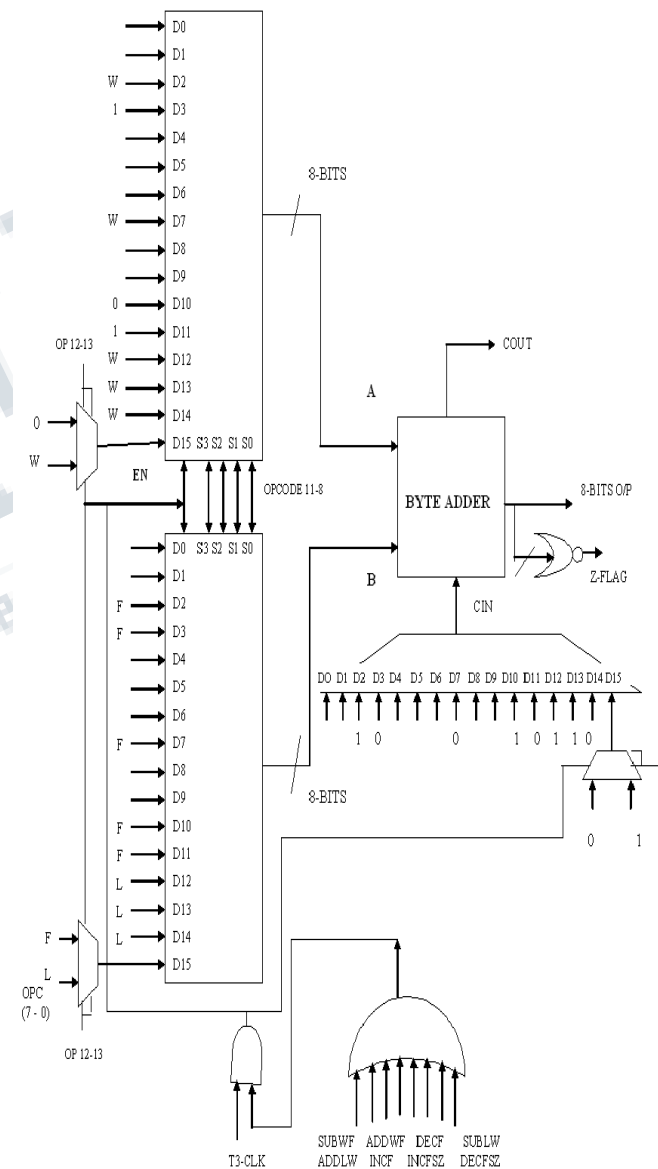 D0
D1
W D2
1 D3
D4
D5
D6
W D7
D8
D9
0 D10
1 D11
W D12
W D13
W D14
D15 S3 S2 S1 S0
8-BITS
OP 12-13
0
W
EN
OPCODE 11-8
A
COUT
BYTE ADDER
8-BITS O/P
Z-FLAG
B
CIN
D0 S3 S2 S1 S0
D1
F D2
F D3
D4
D5
D6
F D7
D8
D9
F D10
F D11
L D12
L D13
L D14
D15
8-BITS
D0 D1 D2 D3 D4 D5 D6 D7 D8 D9 D10 D11 D12 D13 D14 D15
1 0 0 1 0 1 1 0
0 1
F
L
OPC
(7 - 0)
OP 12-13
T3-CLK
SUBWF ADDWF DECF SUBLW
ADDLW INCF INCFSZ DECFSZ